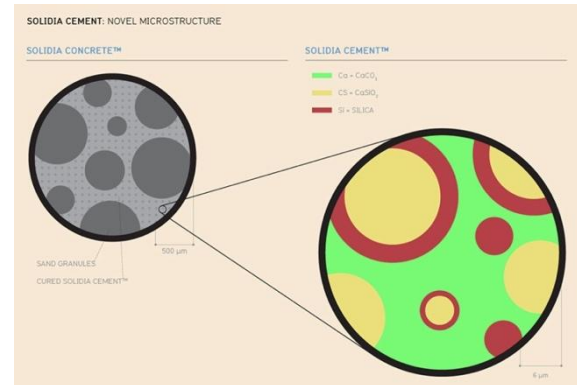 SOLIDIA CEMENT: NOVEL MICROSTRUCTURE
SOLIDIA CONCRETE™
SOLIDIA CEMENT™
Ca = CaCO₃
CS = CaSiO₃
Si = SILICA
500 µm
SAND GRANULES
CURED SOLIDIA CEMENT™
6 µm